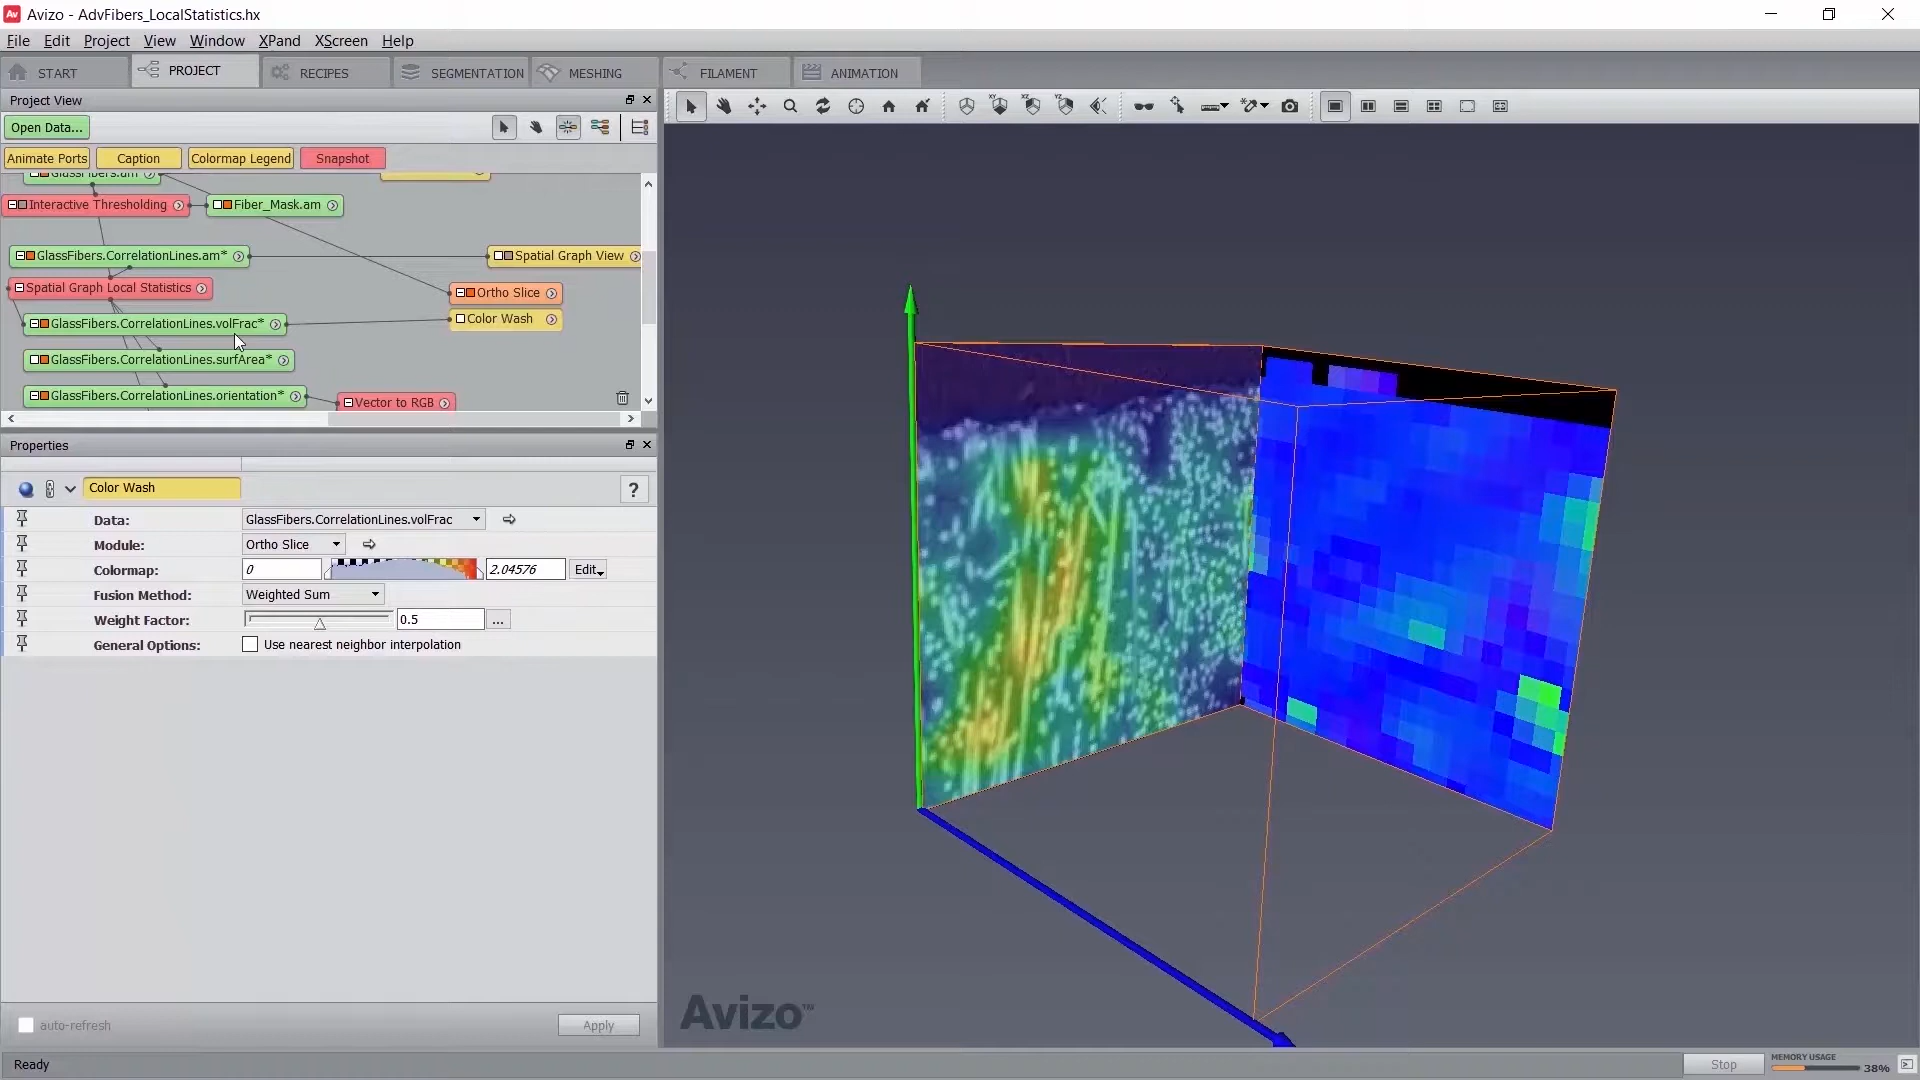 Avizo - AdvFibers_LocalStatistics.hx
File Edit Project View Window XPand XScreen Help
START PROJECT RECIPES SEGMENTATION MESHING FILAMENT ANIMATION
Project View
Open Data...
Animate Ports Caption Colormap Legend Snapshot
GlassFibers.am
Interactive Thresholding Fiber_Mask.am
GlassFibers.CorrelationLines.am* Spatial Graph View
Spatial Graph Local Statistics Ortho Slice
GlassFibers.CorrelationLines.volFrac* Color Wash
GlassFibers.CorrelationLines.surfArea*
GlassFibers.CorrelationLines.orientation* Vector to RGB
Properties
Color Wash ?
Data: GlassFibers.CorrelationLines.volFrac
Module: Ortho Slice
Colormap: 0 2.04576 Edit
Fusion Method: Weighted Sum
Weight Factor: 0.5 ...
General Options: Use nearest neighbor interpolation
Avizo™
auto-refresh Apply
Ready Stop MEMORY USAGE 38%